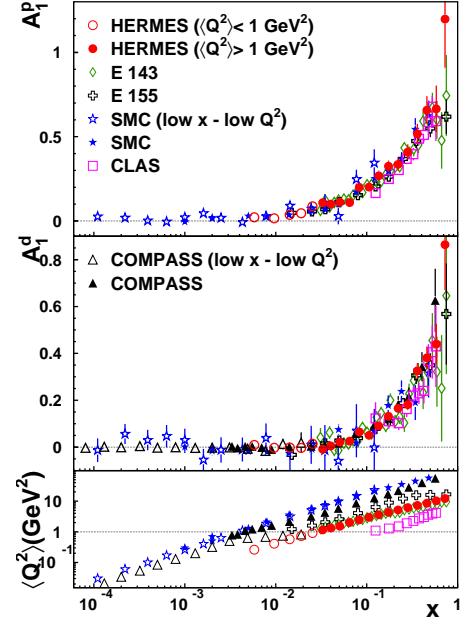 A₁ᵖ
1
0.5
0
HERMES (⟨Q²⟩< 1 GeV²)
HERMES (⟨Q²⟩> 1 GeV²)
E 143
E 155
SMC (low x - low Q²)
SMC
CLAS
A₁ᵈ
0.8
0.6
0.4
0.2
0
COMPASS (low x - low Q²)
COMPASS
⟨Q²⟩(GeV²)
10
1
10⁻¹
10⁻⁴ 10⁻³ 10⁻² 10⁻¹ 1
x